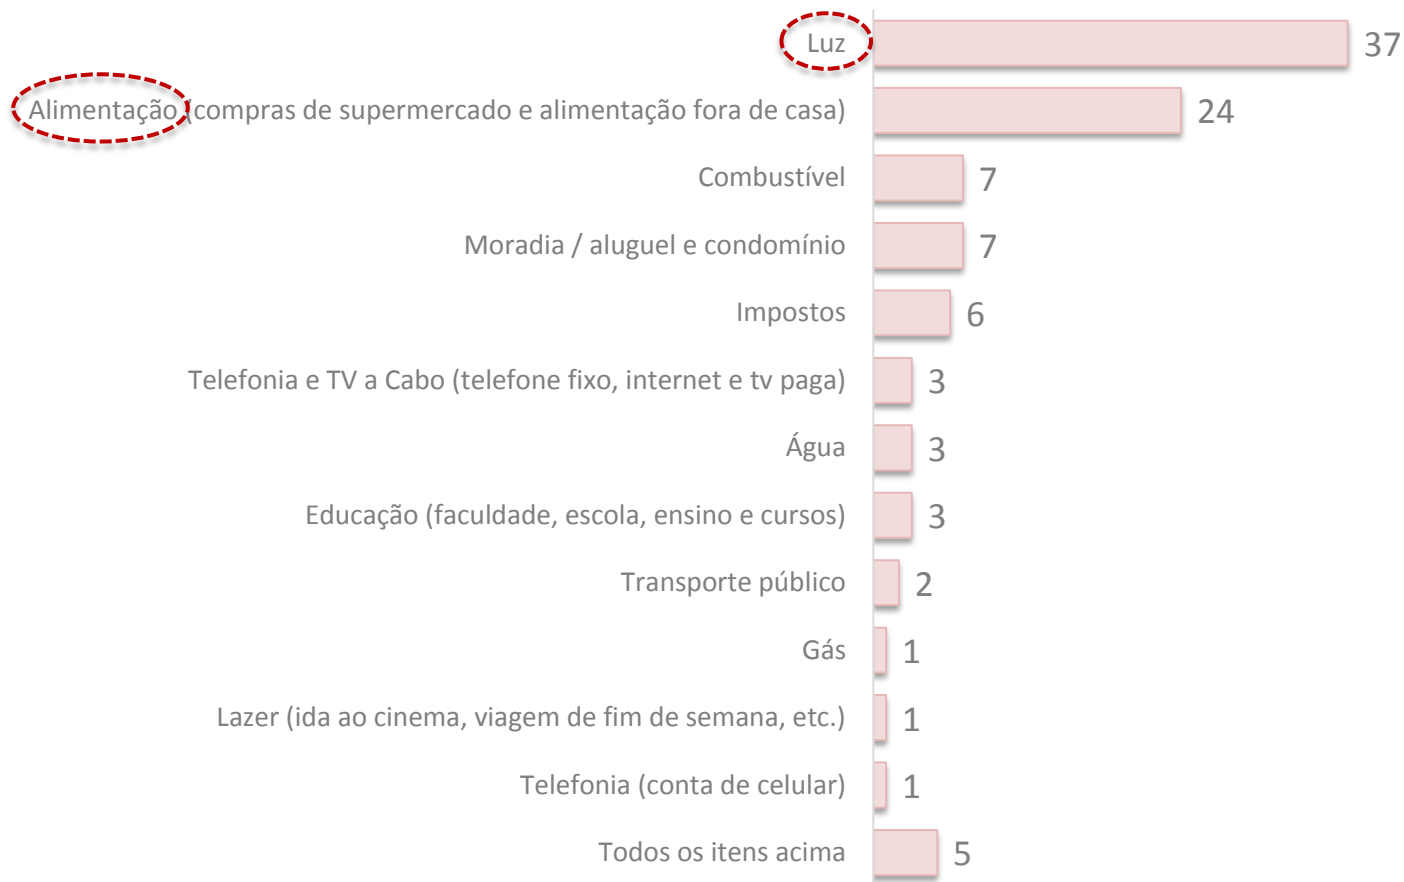 Luz 37
Alimentação (compras de supermercado e alimentação fora de casa) 24
Combustível 7
Moradia / aluguel e condomínio 7
Impostos 6
Telefonia e TV a Cabo (telefone fixo, internet e tv paga) 3
Água 3
Educação (faculdade, escola, ensino e cursos) 3
Transporte público 2
Gás 1
Lazer (ida ao cinema, viagem de fim de semana, etc.) 1
Telefonia (conta de celular) 1
Todos os itens acima 5